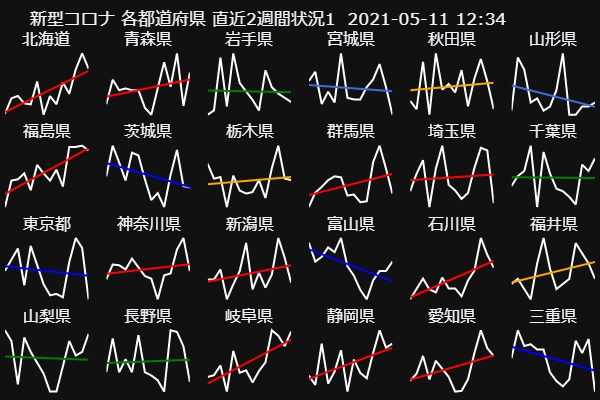 新型コロナ 各都道府県 直近2週間状況1 2021-05-11 12:34
北海道 青森県 岩手県 宮城県 秋田県 山形県
福島県 茨城県 栃木県 群馬県 埼玉県 千葉県
東京都 神奈川県 新潟県 富山県 石川県 福井県
山梨県 長野県 岐阜県 静岡県 愛知県 三重県